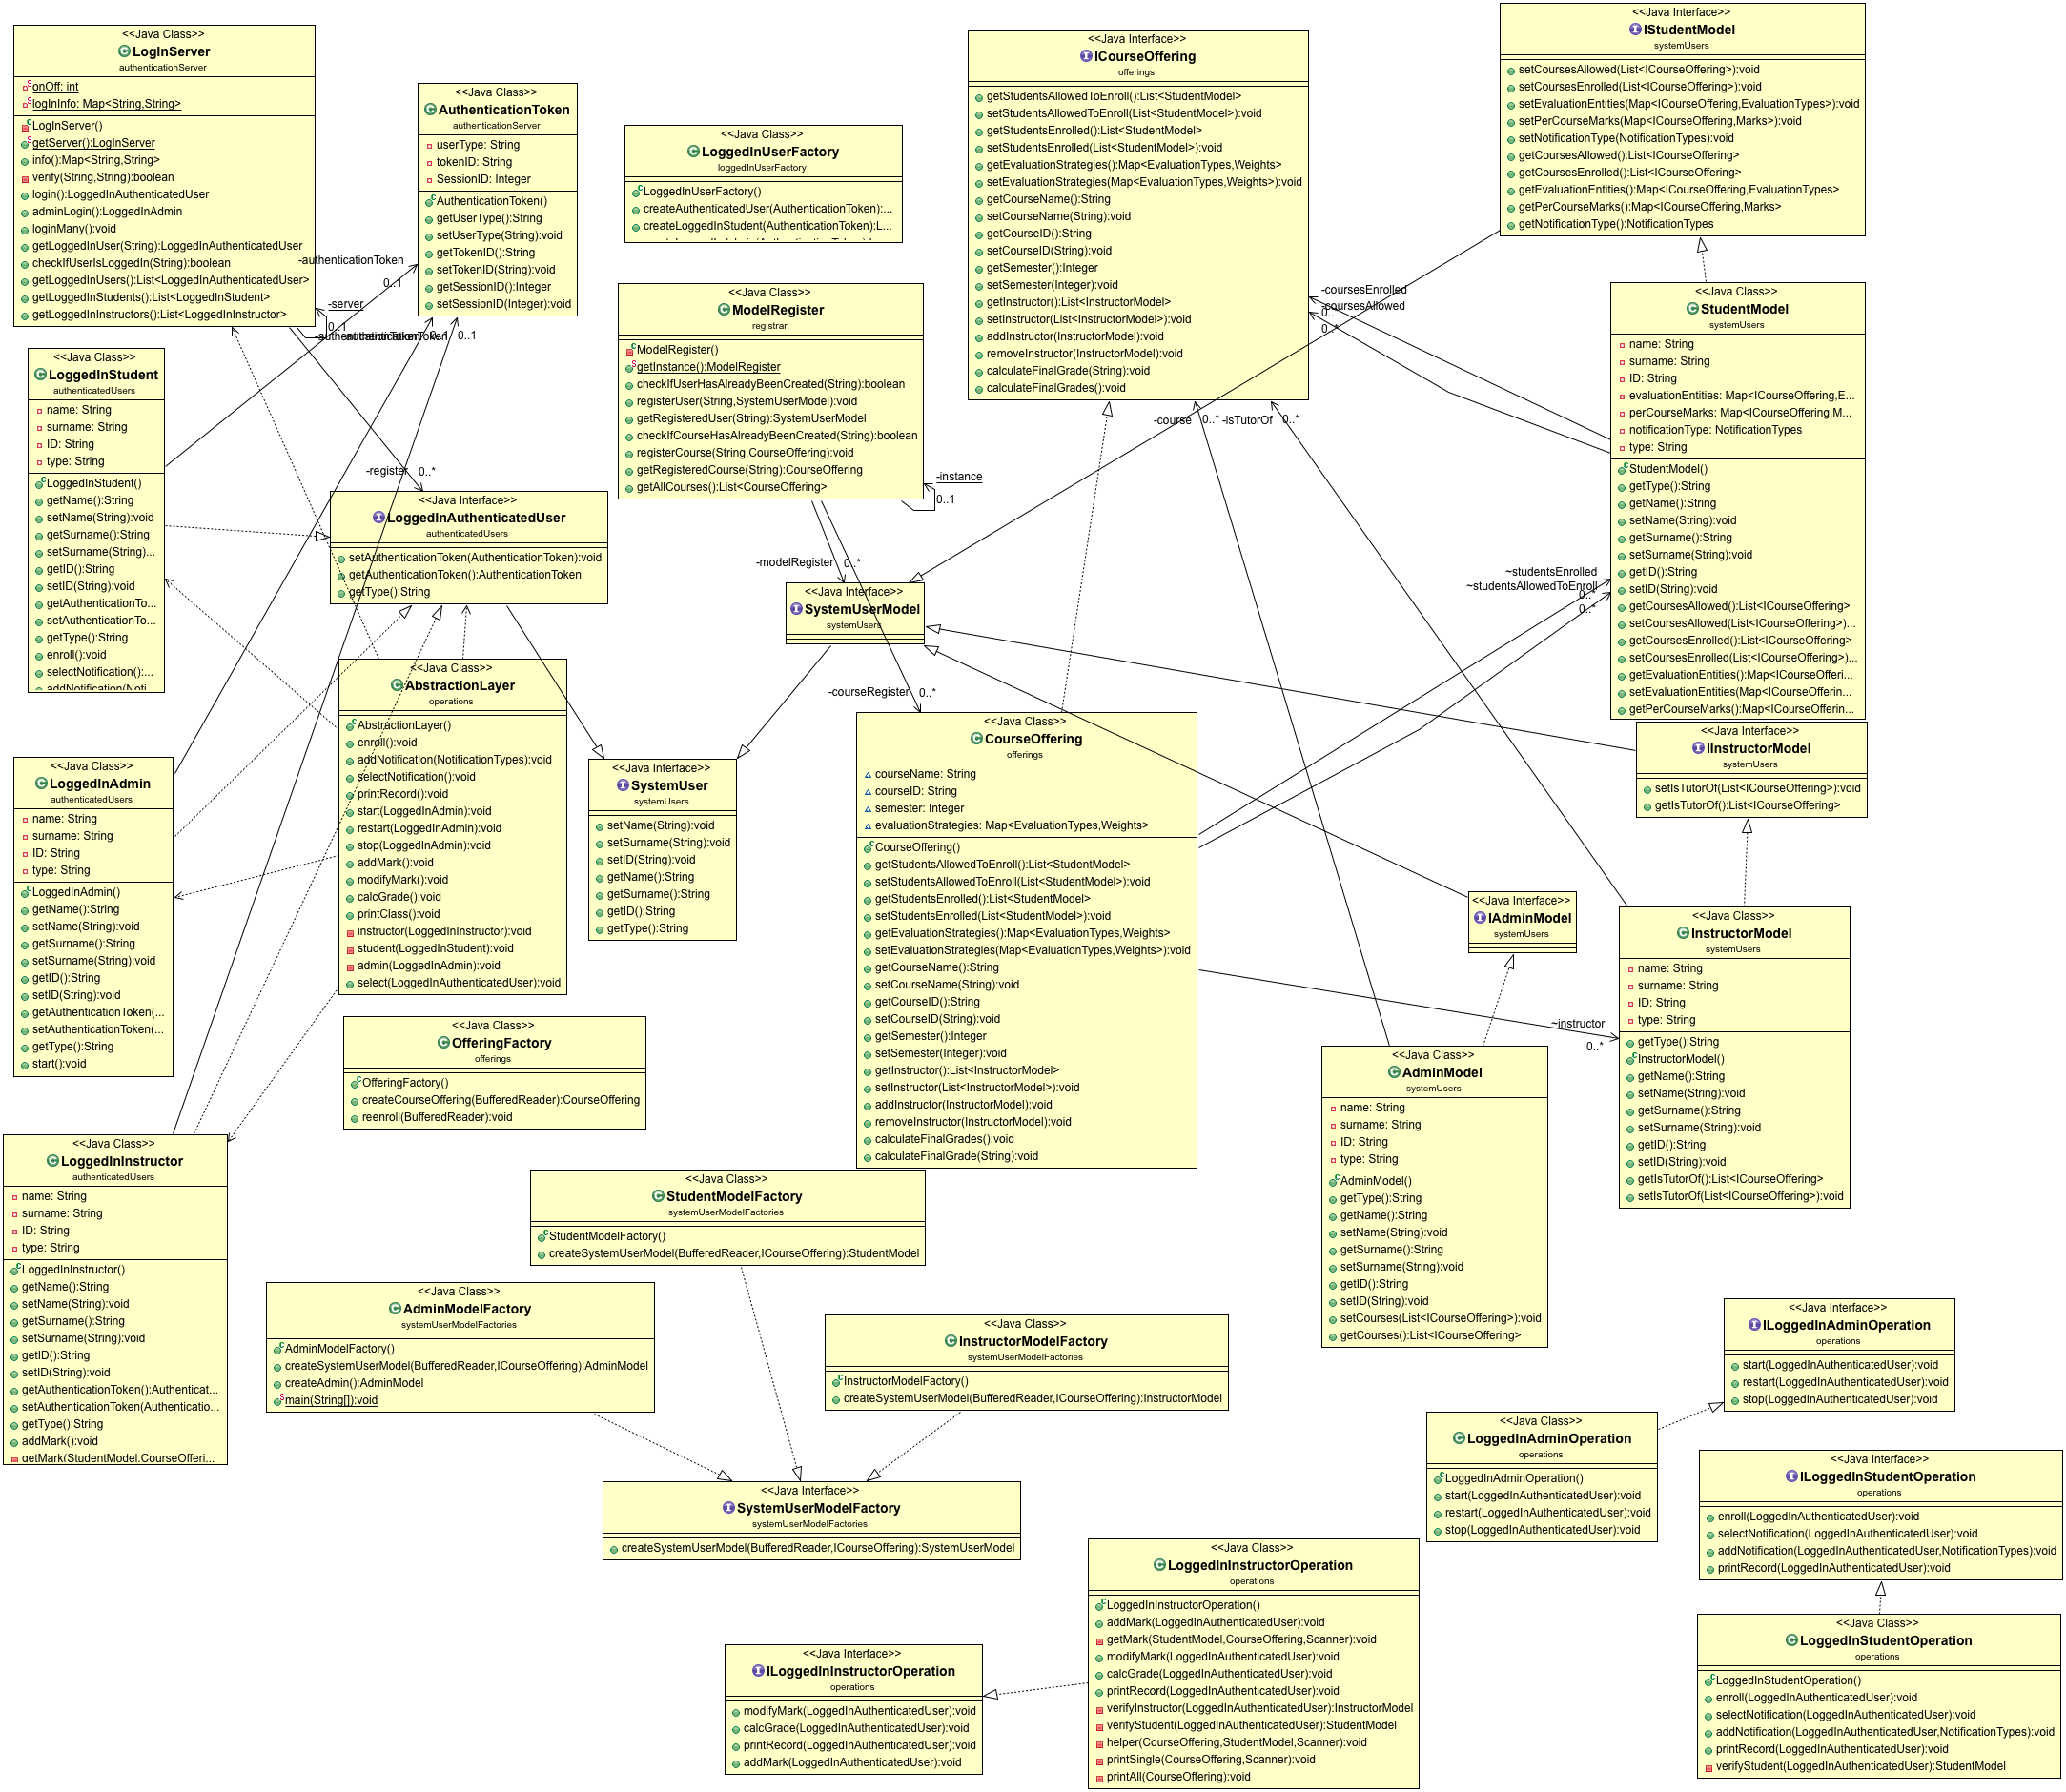 <<Java Class>>
LogInServer
authenticationServer
onOff: int
logInInfo: Map<String,String>
LogInServer()
getServer():LogInServer
info():Map<String,String>
verify(String,String):boolean
login():LoggedInAuthenticatedUser
adminLogin():LoggedInAdmin
loginMany():void
getLoggedInUser(String):LoggedInAuthenticatedUser
checkIfUserIsLoggedIn(String):boolean
getLoggedInUsers():List<LoggedInAuthenticatedUser>
getLoggedInStudents():List<LoggedInStudent>
getLoggedInInstructors():List<LoggedInInstructor>
<<Java Class>>
AuthenticationToken
authenticationServer
userType: String
tokenID: String
SessionID: Integer
AuthenticationToken()
getUserType():String
setUserType(String):void
getTokenID():String
setTokenID(String):void
getSessionID():Integer
setSessionID(Integer):void
<<Java Class>>
LoggedInUserFactory
loggedInUserFactory
LoggedInUserFactory()
createAuthenticatedUser(AuthenticationToken):...
createLoggedInStudent(AuthenticationToken):L...
<<Java Interface>>
ICourseOffering
offerings
getStudentsAllowedToEnroll():List<StudentModel>
setStudentsAllowedToEnroll(List<StudentModel>):void
getStudentsEnrolled():List<StudentModel>
setStudentsEnrolled(List<StudentModel>):void
getEvaluationStrategies():Map<EvaluationTypes,Weights>
setEvaluationStrategies(Map<EvaluationTypes,Weights>):void
getCourseName():String
setCourseName(String):void
getCourseID():String
setCourseID(String):void
getSemester():Integer
setSemester(Integer):void
getInstructor():List<InstructorModel>
setInstructor(List<InstructorModel>):void
addInstructor(InstructorModel):void
removeInstructor(InstructorModel):void
calculateFinalGrade(String):void
calculateFinalGrades():void
<<Java Interface>>
IStudentModel
systemUsers
setCoursesAllowed(List<ICourseOffering>):void
setCoursesEnrolled(List<ICourseOffering>):void
setEvaluationEntities(Map<ICourseOffering,EvaluationTypes>):void
setPerCourseMarks(Map<ICourseOffering,Marks>):void
setNotificationType(NotificationTypes):void
getCoursesAllowed():List<ICourseOffering>
getCoursesEnrolled():List<ICourseOffering>
getEvaluationEntities():Map<ICourseOffering,EvaluationTypes>
getPerCourseMarks():Map<ICourseOffering,Marks>
getNotificationType():NotificationTypes
-authenticationToken
0..1
-server
0..1
-authenticationToken
0..1
0..1
<<Java Class>>
ModelRegister
registrar
ModelRegister()
getInstance():ModelRegister
checkIfUserHasAlreadyBeenCreated(String):boolean
registerUser(String,SystemUserModel):void
getRegisteredUser(String):SystemUserModel
checkIfCourseHasAlreadyBeenCreated(String):boolean
registerCourse(String,CourseOffering):void
getRegisteredCourse(String):CourseOffering
getAllCourses():List<CourseOffering>
-instance
0..1
-coursesEnrolled
-coursesAllowed
0..*
<<Java Class>>
StudentModel
systemUsers
name: String
surname: String
ID: String
evaluationEntities: Map<ICourseOffering,E...
perCourseMarks: Map<ICourseOffering,M...
notificationType: NotificationTypes
type: String
StudentModel()
getType():String
getName():String
setName(String):void
getSurname():String
setSurname(String):void
getID():String
setID(String):void
getCoursesAllowed():List<ICourseOffering>
setCoursesAllowed(List<ICourseOffering>)...
getCoursesEnrolled():List<ICourseOffering>
setCoursesEnrolled(List<ICourseOffering>)...
getEvaluationEntities():Map<ICourseOfferi...
setEvaluationEntities(Map<ICourseOfferin...
getPerCourseMarks():Map<ICourseOfferin...
<<Java Class>>
LoggedInStudent
authenticatedUsers
name: String
surname: String
ID: String
type: String
LoggedInStudent()
getName():String
setName(String):void
getSurname():String
setSurname(String)...
getID():String
setID(String):void
getAuthenticationTo...
setAuthenticationTo...
getType():String
enroll():void
selectNotification():...
addNotification(Noti...
-register 0..*
<<Java Interface>>
LoggedInAuthenticatedUser
authenticatedUsers
setAuthenticationToken(AuthenticationToken):void
getAuthenticationToken():AuthenticationToken
getType():String
-course 0..*
-isTutorOf 0..*
-modelRegister 0..*
<<Java Interface>>
SystemUserModel
systemUsers
-courseRegister 0..*
~studentsEnrolled
~studentsAllowedToEnroll
0..*
0..*
<<Java Class>>
AbstractionLayer
operations
AbstractionLayer()
enroll():void
addNotification(NotificationTypes):void
selectNotification():void
printRecord():void
start(LoggedInAdmin):void
restart(LoggedInAdmin):void
stop(LoggedInAdmin):void
addMark():void
modifyMark():void
calcGrade():void
printClass():void
instructor(LoggedInInstructor):void
student(LoggedInStudent):void
admin(LoggedInAdmin):void
select(LoggedInAuthenticatedUser):void
<<Java Interface>>
SystemUser
systemUsers
setName(String):void
setSurname(String):void
setID(String):void
getName():String
getSurname():String
getID():String
getType():String
<<Java Class>>
CourseOffering
offerings
courseName: String
courseID: String
semester: Integer
evaluationStrategies: Map<EvaluationTypes,Weights>
CourseOffering()
getStudentsAllowedToEnroll():List<StudentModel>
setStudentsAllowedToEnroll(List<StudentModel>):void
getStudentsEnrolled():List<StudentModel>
setStudentsEnrolled(List<StudentModel>):void
getEvaluationStrategies():Map<EvaluationTypes,Weights>
setEvaluationStrategies(Map<EvaluationTypes,Weights>):void
getCourseName():String
setCourseName(String):void
getCourseID():String
setCourseID(String):void
getSemester():Integer
setSemester(Integer):void
getInstructor():List<InstructorModel>
setInstructor(List<InstructorModel>):void
addInstructor(InstructorModel):void
removeInstructor(InstructorModel):void
calculateFinalGrades():void
calculateFinalGrade(String):void
<<Java Interface>>
IInstructorModel
systemUsers
setIsTutorOf(List<ICourseOffering>):void
getIsTutorOf():List<ICourseOffering>
<<Java Class>>
LoggedInAdmin
authenticatedUsers
name: String
surname: String
ID: String
type: String
LoggedInAdmin()
getName():String
setName(String):void
getSurname():String
setSurname(String):void
getID():String
setID(String):void
getAuthenticationToken(...
setAuthenticationToken(...
getType():String
start():void
<<Java Interface>>
IAdminModel
systemUsers
<<Java Class>>
InstructorModel
systemUsers
name: String
surname: String
ID: String
type: String
getType():String
InstructorModel()
getName():String
setName(String):void
getSurname():String
setSurname(String):void
getID():String
setID(String):void
getIsTutorOf():List<ICourseOffering>
setIsTutorOf(List<ICourseOffering>):void
~instructor
0..*
<<Java Class>>
OfferingFactory
offerings
OfferingFactory()
createCourseOffering(BufferedReader):CourseOffering
reenroll(BufferedReader):void
<<Java Class>>
AdminModel
systemUsers
name: String
surname: String
ID: String
type: String
AdminModel()
getType():String
getName():String
setName(String):void
getSurname():String
setSurname(String):void
getID():String
setID(String):void
setCourses(List<ICourseOffering>):void
getCourses():List<ICourseOffering>
<<Java Class>>
LoggedInInstructor
authenticatedUsers
name: String
surname: String
ID: String
type: String
LoggedInInstructor()
getName():String
setName(String):void
getSurname():String
setSurname(String):void
getID():String
setID(String):void
getAuthenticationToken():Authenticat...
setAuthenticationToken(Authenticatio...
getType():String
addMark():void
getMark(StudentModel,CourseOfferi...
<<Java Class>>
StudentModelFactory
systemUserModelFactories
StudentModelFactory()
createSystemUserModel(BufferedReader,ICourseOffering):StudentModel
<<Java Class>>
AdminModelFactory
systemUserModelFactories
AdminModelFactory()
createSystemUserModel(BufferedReader,ICourseOffering):AdminModel
createAdmin():AdminModel
main(String[]):void
<<Java Class>>
InstructorModelFactory
systemUserModelFactories
InstructorModelFactory()
createSystemUserModel(BufferedReader,ICourseOffering):InstructorModel
<<Java Interface>>
SystemUserModelFactory
systemUserModelFactories
createSystemUserModel(BufferedReader,ICourseOffering):SystemUserModel
<<Java Interface>>
ILoggedInAdminOperation
operations
start(LoggedInAuthenticatedUser):void
restart(LoggedInAuthenticatedUser):void
stop(LoggedInAuthenticatedUser):void
<<Java Class>>
LoggedInAdminOperation
operations
LoggedInAdminOperation()
start(LoggedInAuthenticatedUser):void
restart(LoggedInAuthenticatedUser):void
stop(LoggedInAuthenticatedUser):void
<<Java Interface>>
ILoggedInStudentOperation
operations
enroll(LoggedInAuthenticatedUser):void
selectNotification(LoggedInAuthenticatedUser):void
addNotification(LoggedInAuthenticatedUser,NotificationTypes):void
printRecord(LoggedInAuthenticatedUser):void
<<Java Class>>
LoggedInInstructorOperation
operations
LoggedInInstructorOperation()
addMark(LoggedInAuthenticatedUser):void
getMark(StudentModel,CourseOffering,Scanner):void
modifyMark(LoggedInAuthenticatedUser):void
calcGrade(LoggedInAuthenticatedUser):void
printRecord(LoggedInAuthenticatedUser):void
verifyInstructor(LoggedInAuthenticatedUser):InstructorModel
verifyStudent(LoggedInAuthenticatedUser):StudentModel
helper(CourseOffering,StudentModel,Scanner):void
printSingle(CourseOffering,Scanner):void
printAll(CourseOffering):void
<<Java Interface>>
ILoggedInInstructorOperation
operations
modifyMark(LoggedInAuthenticatedUser):void
calcGrade(LoggedInAuthenticatedUser):void
printRecord(LoggedInAuthenticatedUser):void
addMark(LoggedInAuthenticatedUser):void
<<Java Class>>
LoggedInStudentOperation
operations
LoggedInStudentOperation()
enroll(LoggedInAuthenticatedUser):void
selectNotification(LoggedInAuthenticatedUser):void
addNotification(LoggedInAuthenticatedUser,NotificationTypes):void
printRecord(LoggedInAuthenticatedUser):void
verifyStudent(LoggedInAuthenticatedUser):StudentModel